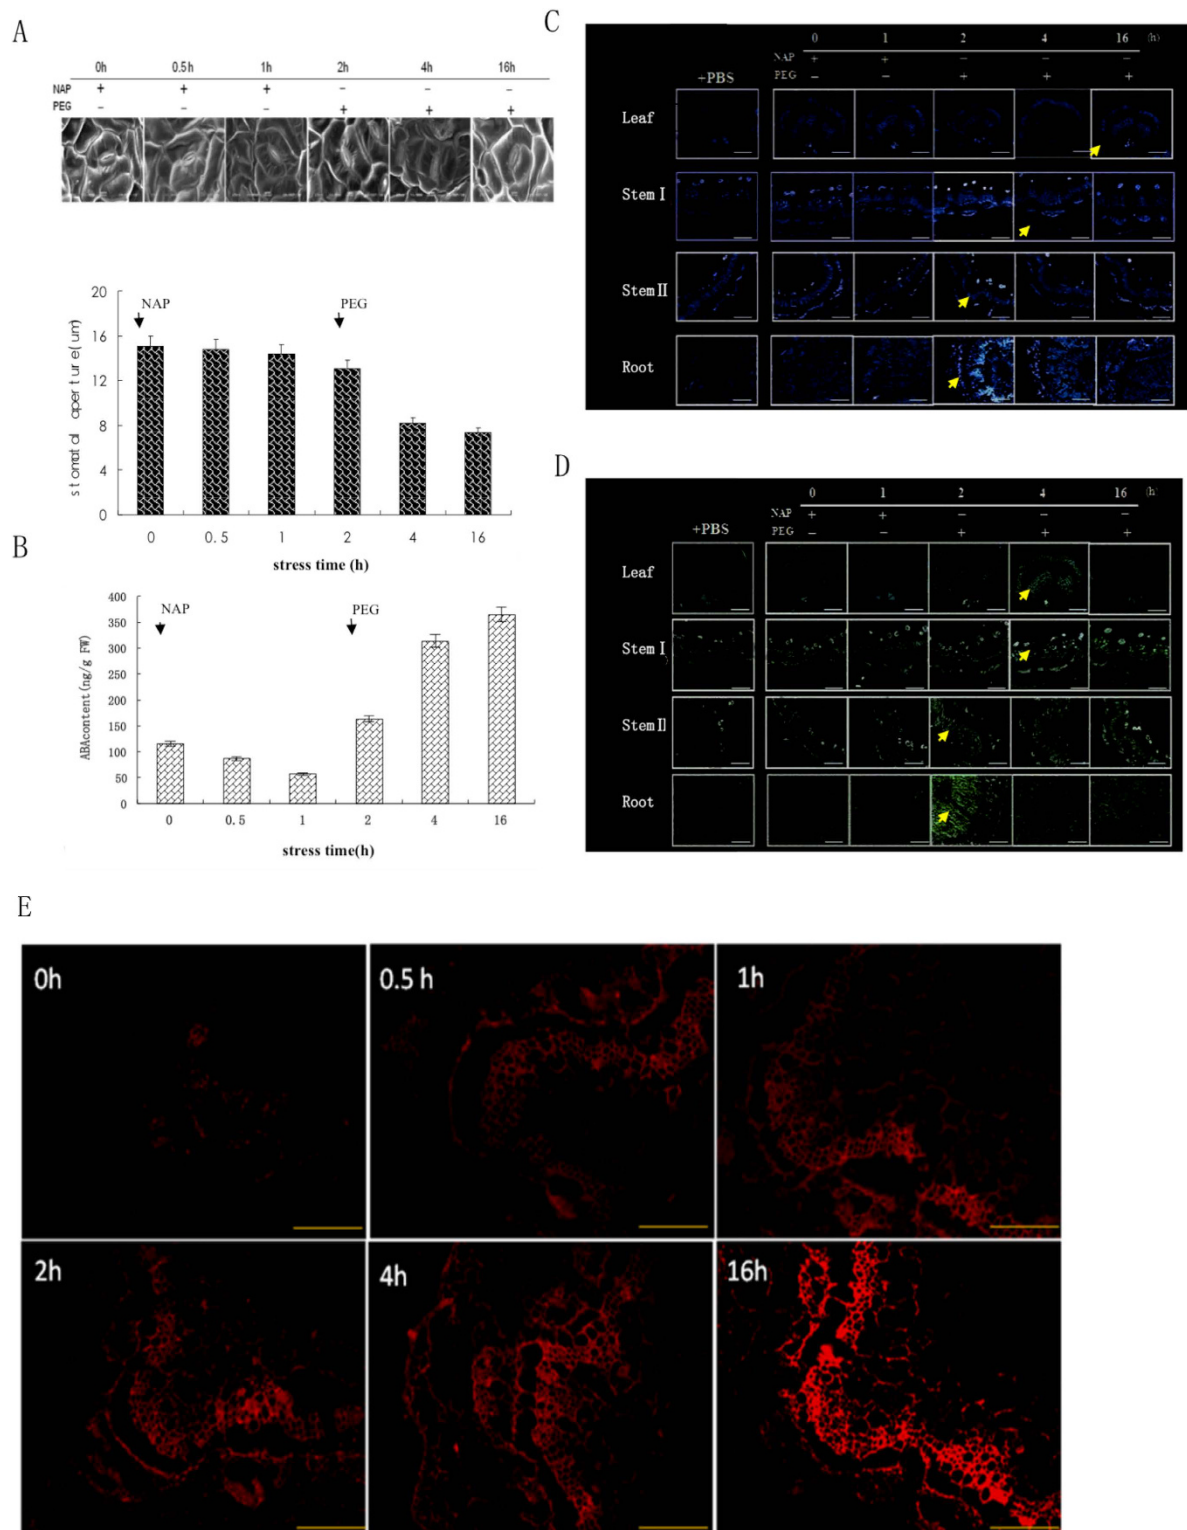 A
0h 0.5h 1h 2h 4h 16h
NAP + + + – – –
PEG – – – + + +
stomatal aperture(um)
20
16
12
8
4
0
NAP
PEG
0 0.5 1 2 4 16
stress time (h)
B
ABAcontent(ng/g FW)
400
350
300
250
200
150
100
50
0
NAP
PEG
0 0.5 1 2 4 16
stress time(h)
C
0 1 2 4 16 (h)
NAP + + – – –
PEG – – + + +
+PBS
Leaf
Stem I
Stem II
Root
D
0 1 2 4 16 (h)
NAP + + – – –
PEG – – + + +
+PBS
Leaf
Stem I
Stem II
Root
E
0h
0.5 h
1h
2h
4h
16h